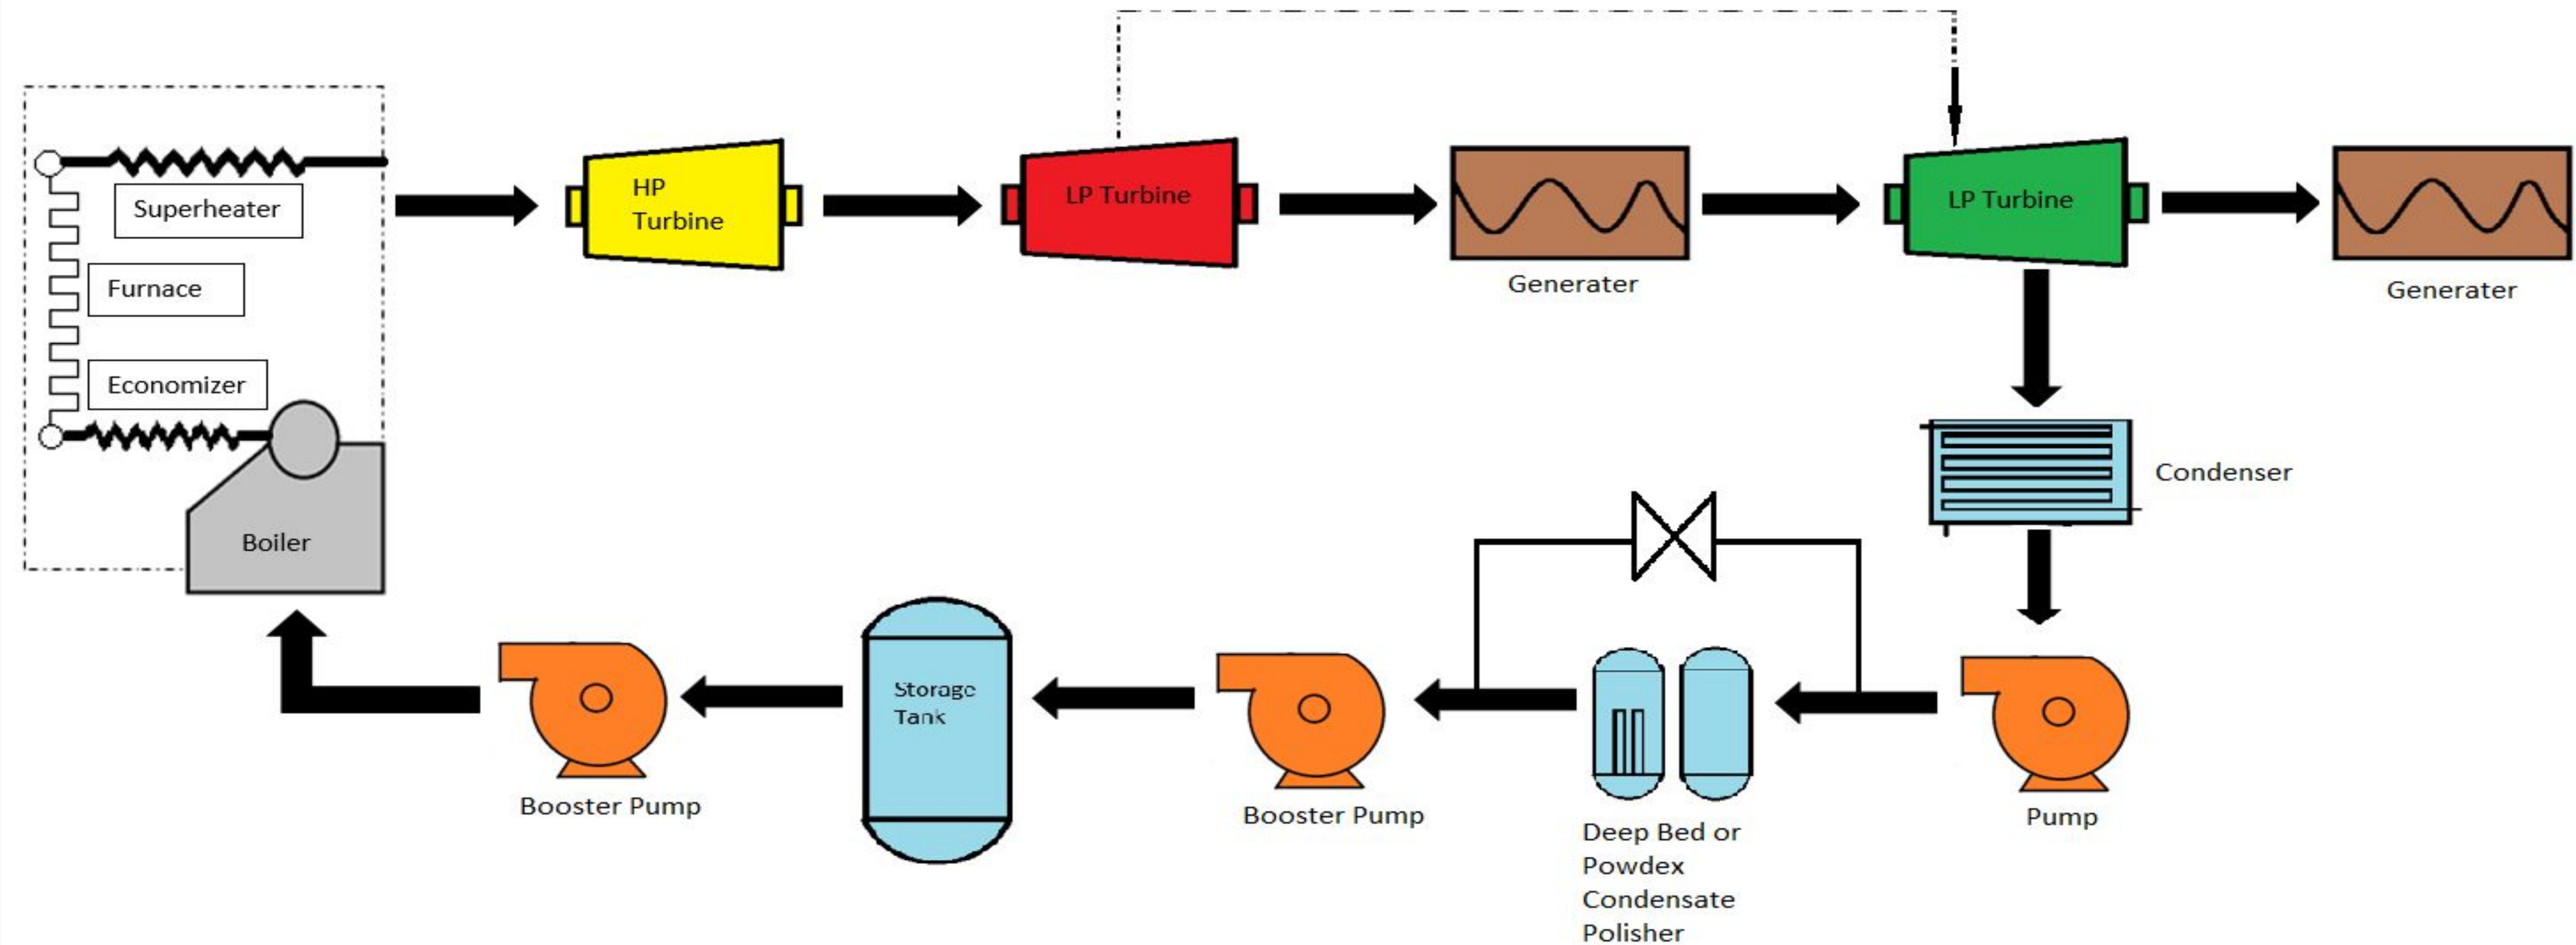 Superheater
Furnace
Economizer
Boiler
HP
Turbine
LP Turbine
Generater
LP Turbine
Generater
Condenser
Pump
Deep Bed or
Powdex
Condensate
Polisher
Booster Pump
Storage
Tank
Booster Pump